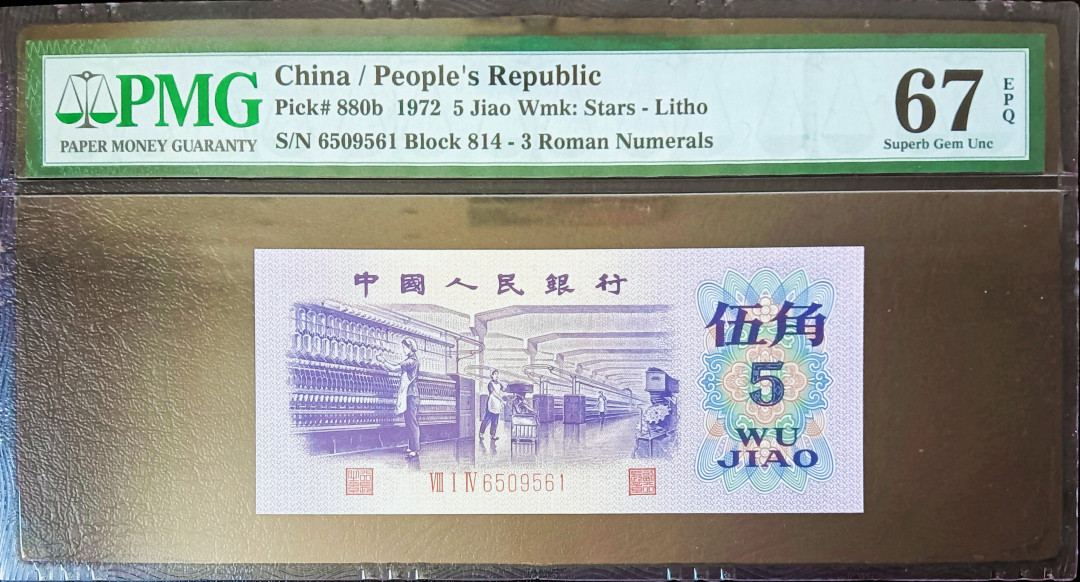 PMG
PAPER MONEY GUARANTY
China / People's Republic
Pick# 880b 1972 5 Jiao Wmk: Stars - Litho
S/N 6509561 Block 814 - 3 Roman Numerals
67
EPQ
Superb Gem Unc
中國人民銀行
伍角
5
WU
JIAO
VIII I IV 6509561